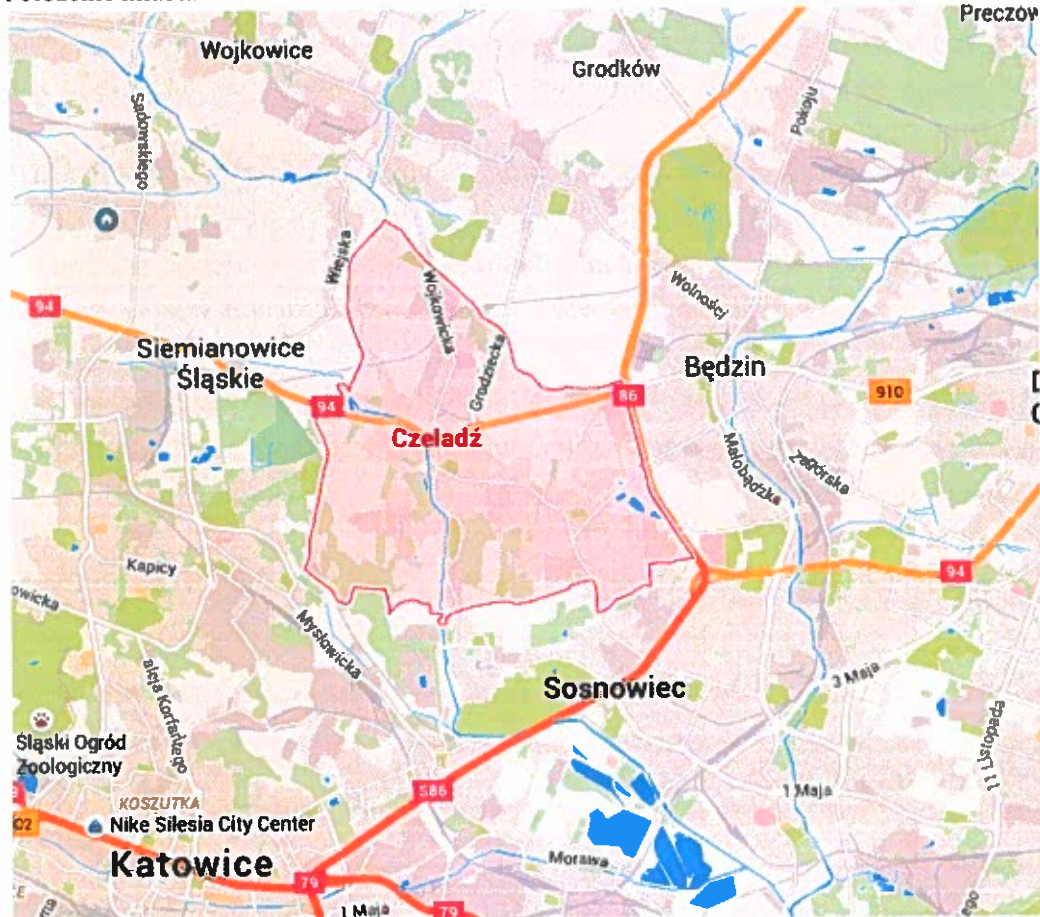 Preczów
Wojkowice
Grodków
Sadowskiego
Pokoju
Wiejska
Wojkowicka
Wolności
94
Siemianowice
Śląskie
Grodziecka
Będzin
86
910
94
Czeladź
Małobądzka
Zagórska
94
Kapicy
Mysłowicka
3 Maja
Sosnowiec
aleja Korfantego
11 Listopada
Śląski Ogród
Zoologiczny
S86
1 Maja
KOSZUTKA
Nike Silesia City Center
Katowice
Morawa
79
1 Maja
79